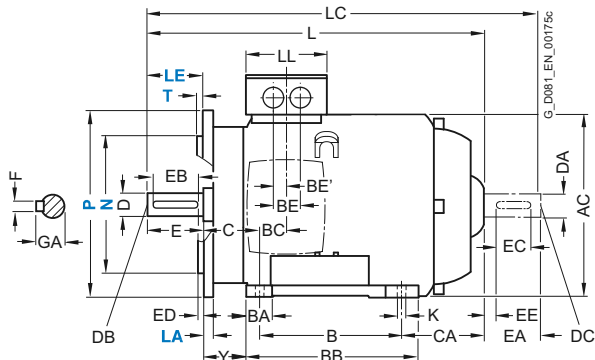 LC
L
LL
LE
T
G_D081_EN_00175c
F
GA
P
N
D
EB
E
C
BC
BE'
BE
DA
AC
EC
DB
ED
LA
BA
B
K
CA
EE
EA
DC
Y
BB